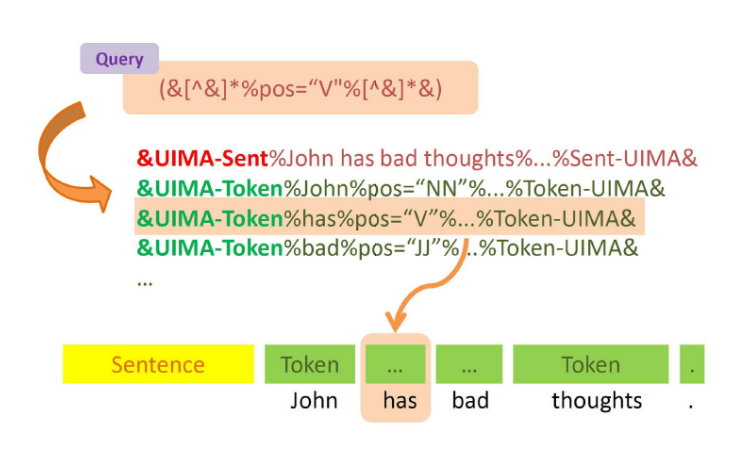 Query
(&[^&]*%pos=“V"%[^&]*&)
&UIMA-Sent%John has bad thoughts%...%Sent-UIMA&
&UIMA-Token%John%pos=“NN”%...%Token-UIMA&
&UIMA-Token%has%pos=“V”%...%Token-UIMA&
&UIMA-Token%bad%pos=“JJ”%...%Token-UIMA&
...
Sentence Token ... ... Token .
John has bad thoughts .